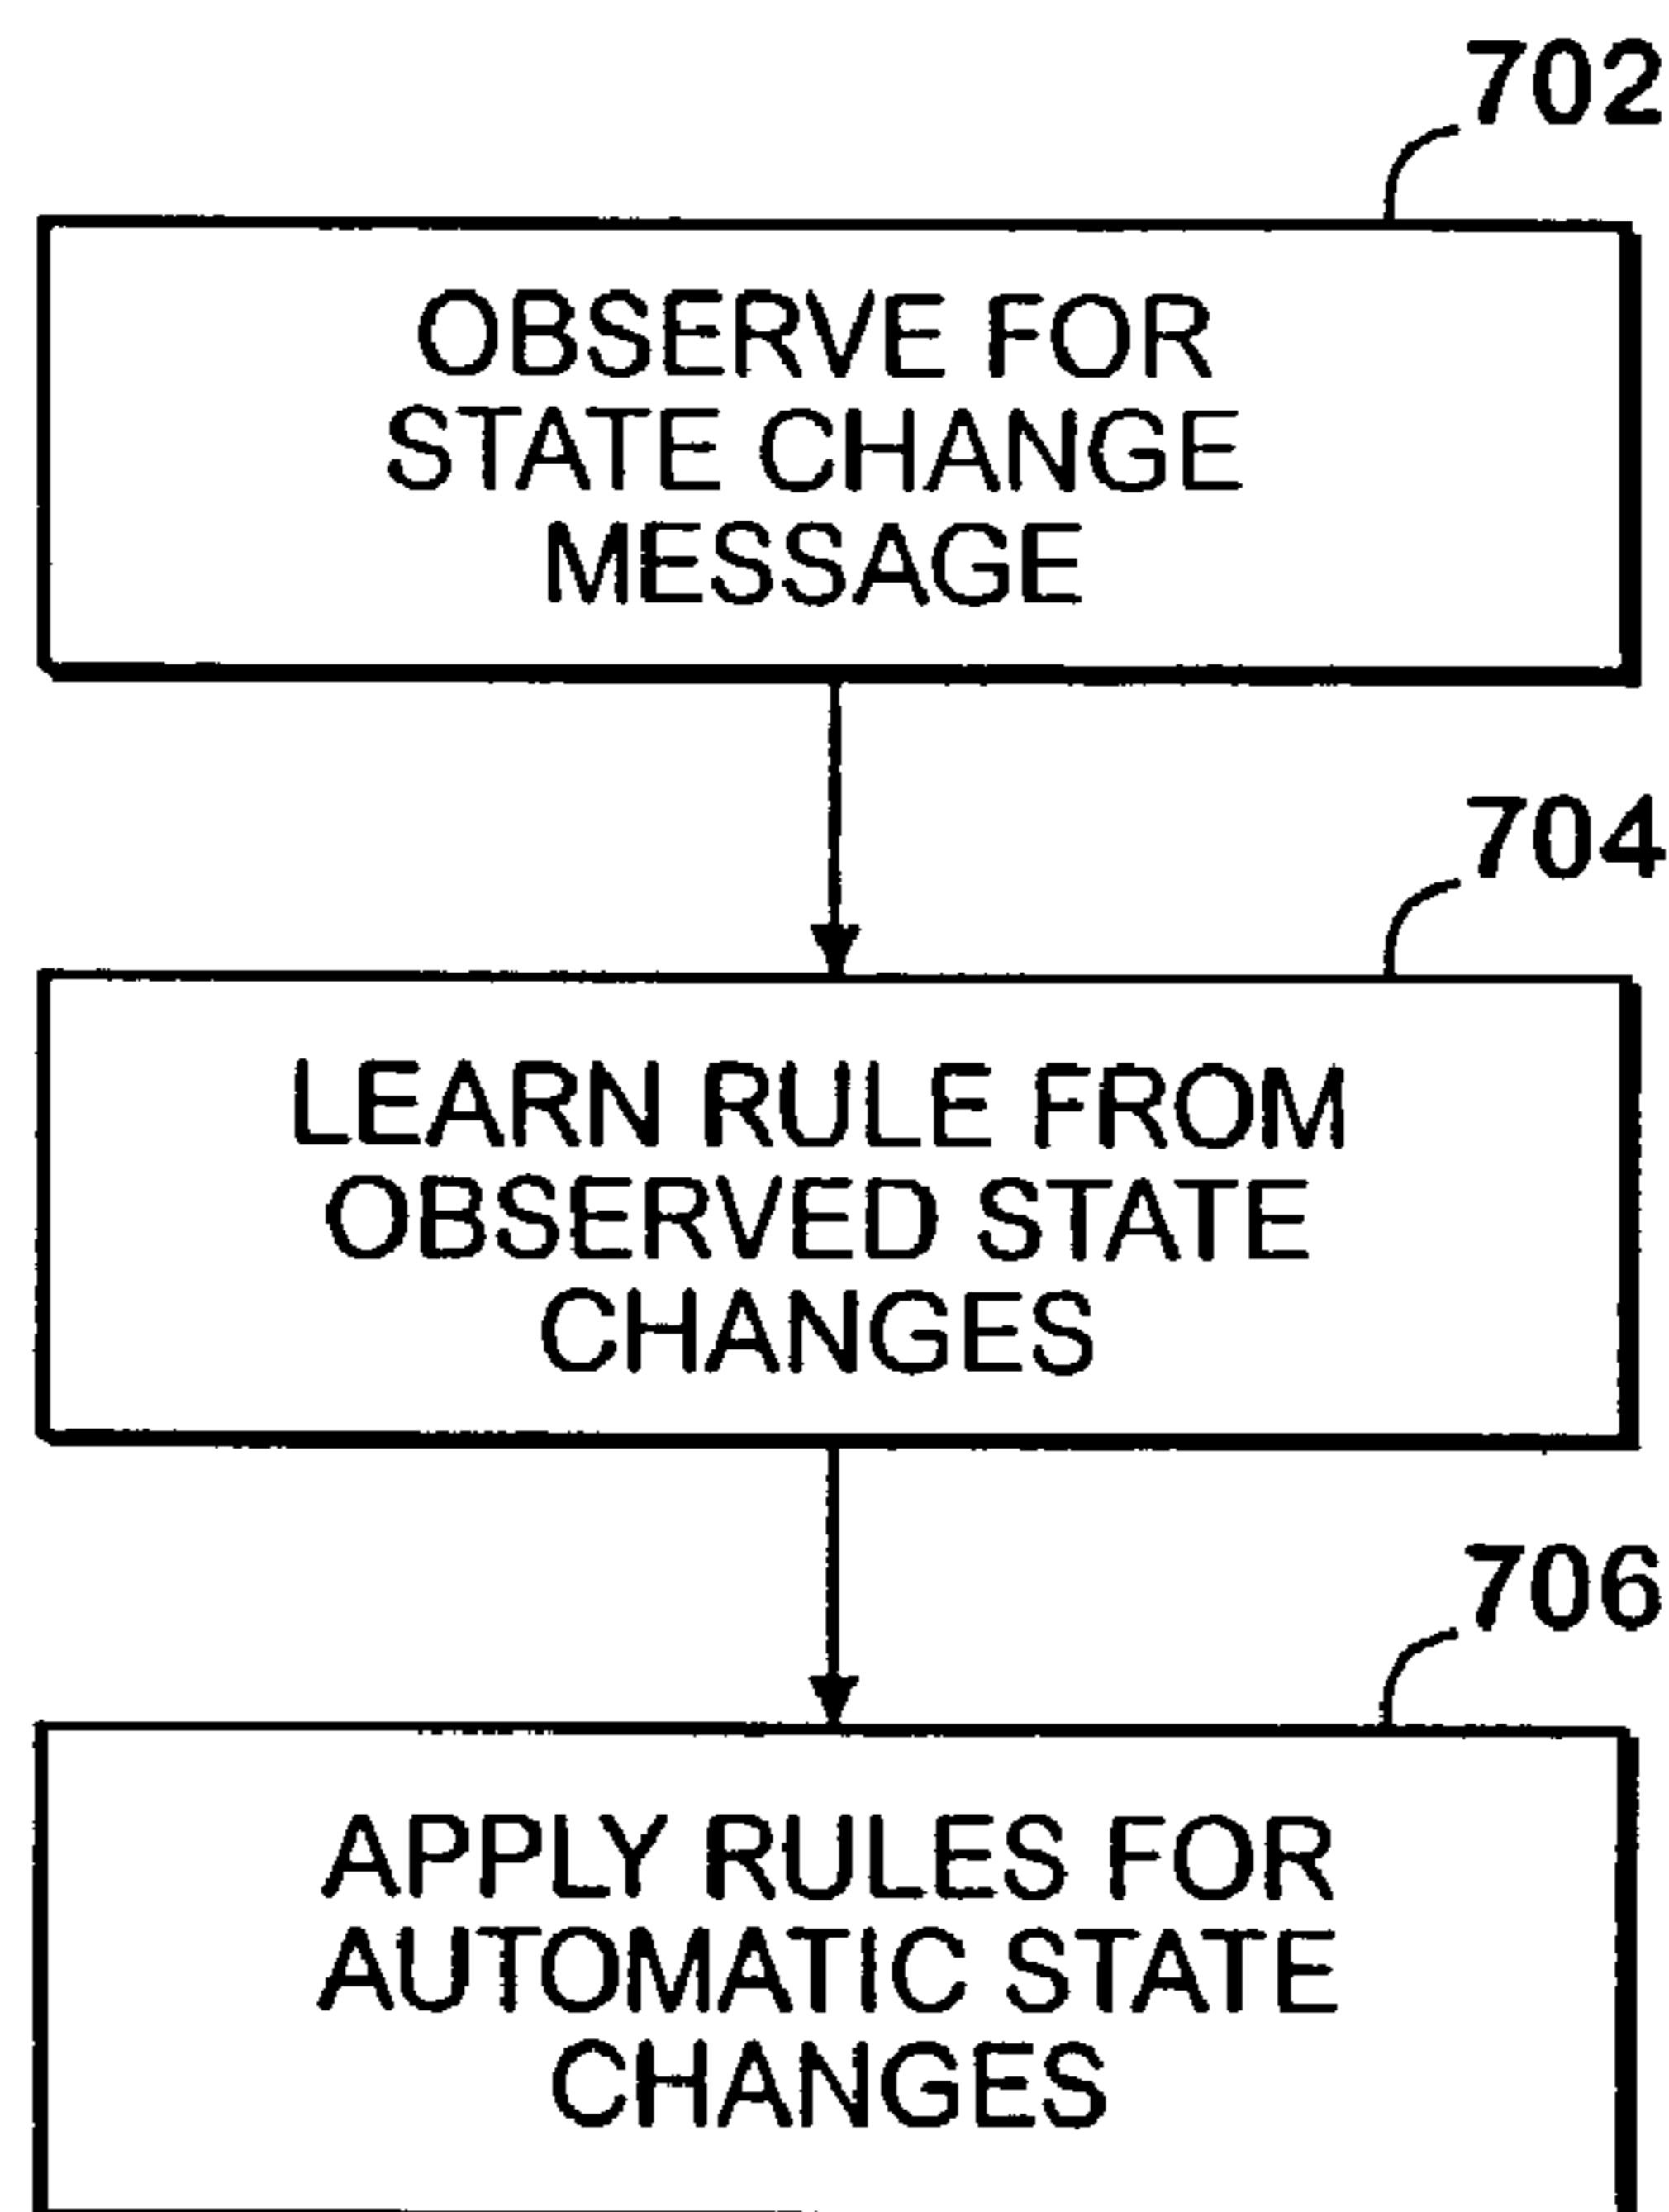 702
OBSERVE FOR
STATE CHANGE
MESSAGE
704
LEARN RULE FROM
OBSERVED STATE
CHANGES
706
APPLY RULES FOR
AUTOMATIC STATE
CHANGES